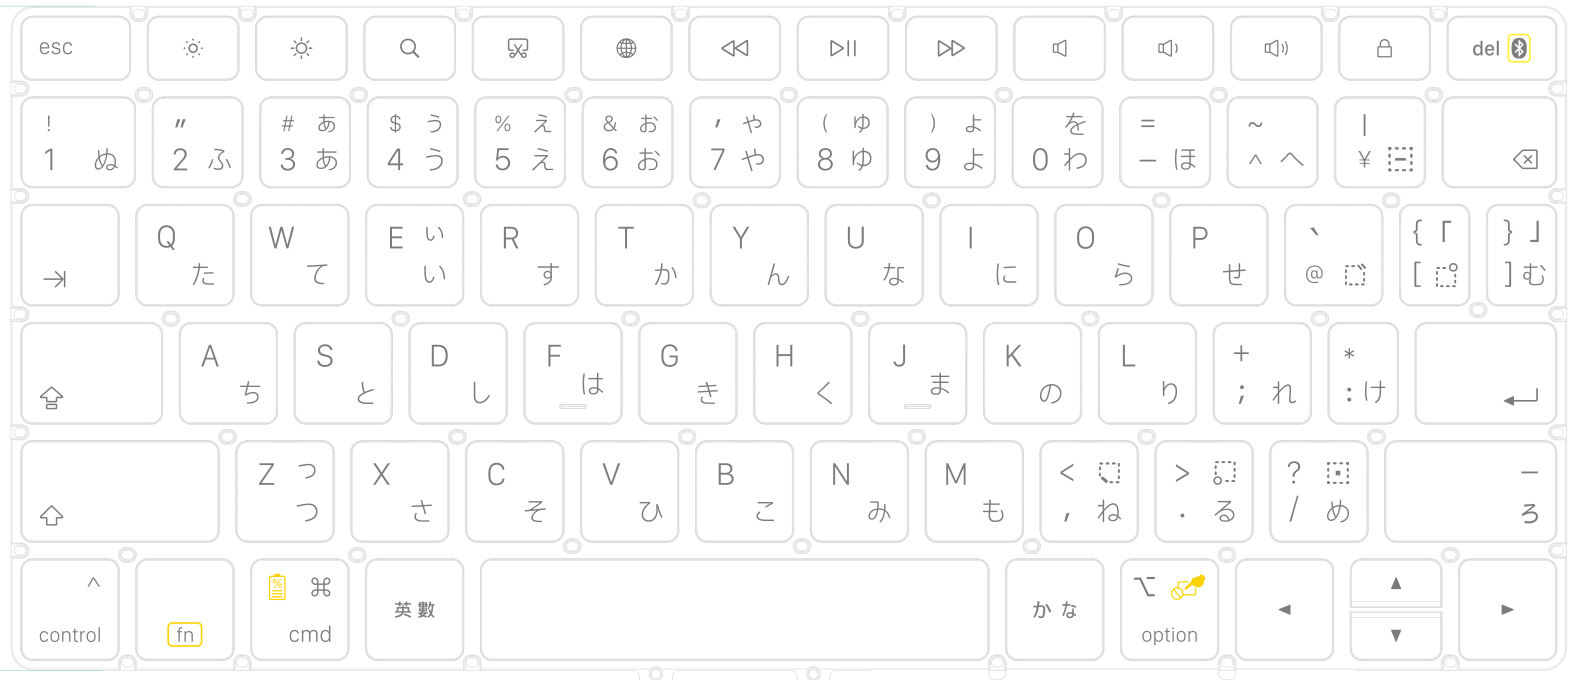 esc del
! " # あ $ う % え & お ' や ( ゆ ) よ を = ~ |
1 ぬ 2 ふ 3 あ 4 う 5 え 6 お 7 や 8 ゆ 9 よ 0 わ − ほ ^ へ ¥
Q W E い R T Y U I O P ` { 「 } 」
た て い す か ん な に ら せ @ [ ] む
A S D F G H J K L + *
ち と し は き く ま の り ; れ : け
Z っ X C V B N M < > ? −
つ さ そ ひ こ み も , ね . る / め ろ
^ % ⌘ ⌥
英數 かな
control fn cmd option